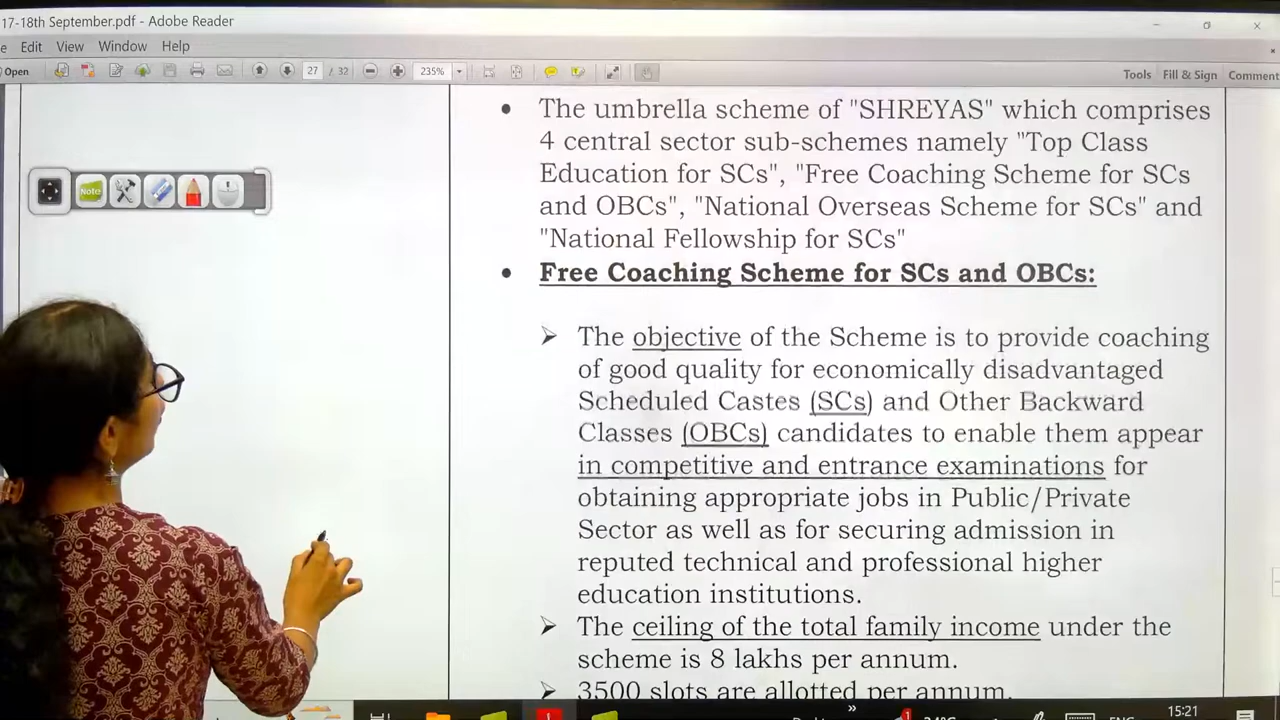 17-18th September.pdf - Adobe Reader
e Edit View Window Help
Open 27 / 32 235% Tools Fill & Sign Comment
Note
• The umbrella scheme of "SHREYAS" which comprises
4 central sector sub-schemes namely "Top Class
Education for SCs", "Free Coaching Scheme for SCs
and OBCs", "National Overseas Scheme for SCs" and
"National Fellowship for SCs"
• Free Coaching Scheme for SCs and OBCs:
➢ The objective of the Scheme is to provide coaching
of good quality for economically disadvantaged
Scheduled Castes (SCs) and Other Backward
Classes (OBCs) candidates to enable them appear
in competitive and entrance examinations for
obtaining appropriate jobs in Public/Private
Sector as well as for securing admission in
reputed technical and professional higher
education institutions.
➢ The ceiling of the total family income under the
scheme is 8 lakhs per annum.
➢ 3500 slots are allotted per annum.
15:21